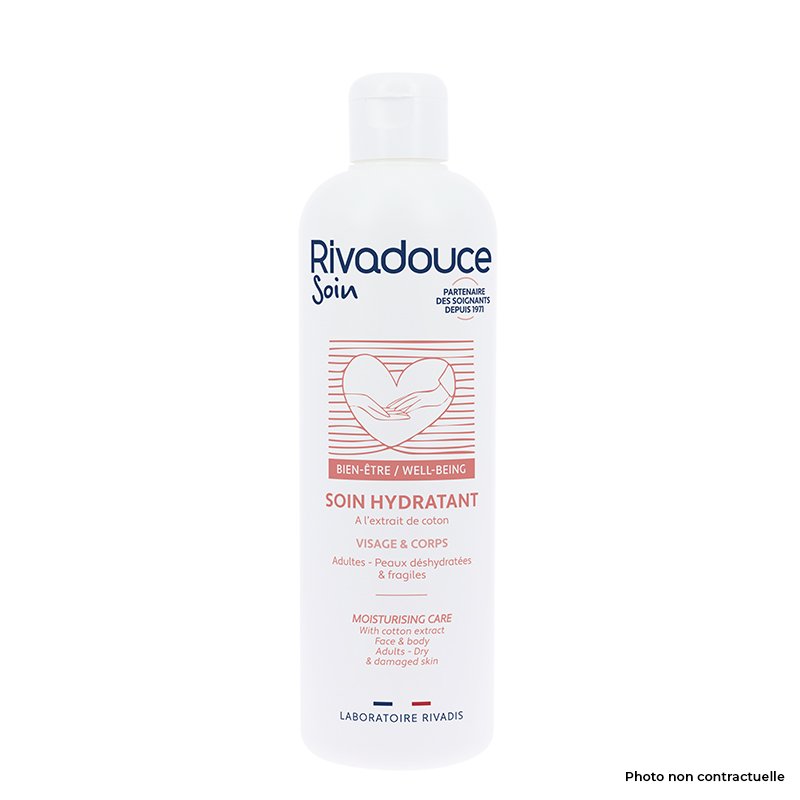 Rivadouce
Soin
PARTENAIRE
DES SOIGNANTS
DEPUIS 1971
BIEN-ÊTRE / WELL-BEING
SOIN HYDRATANT
A l'extrait de coton
VISAGE & CORPS
Adultes - Peaux déshydratées
& fragiles
MOISTURISING CARE
With cotton extract
Face & body
Adults - Dry
& damaged skin
LABORATOIRE RIVADIS
Photo non contractuelle